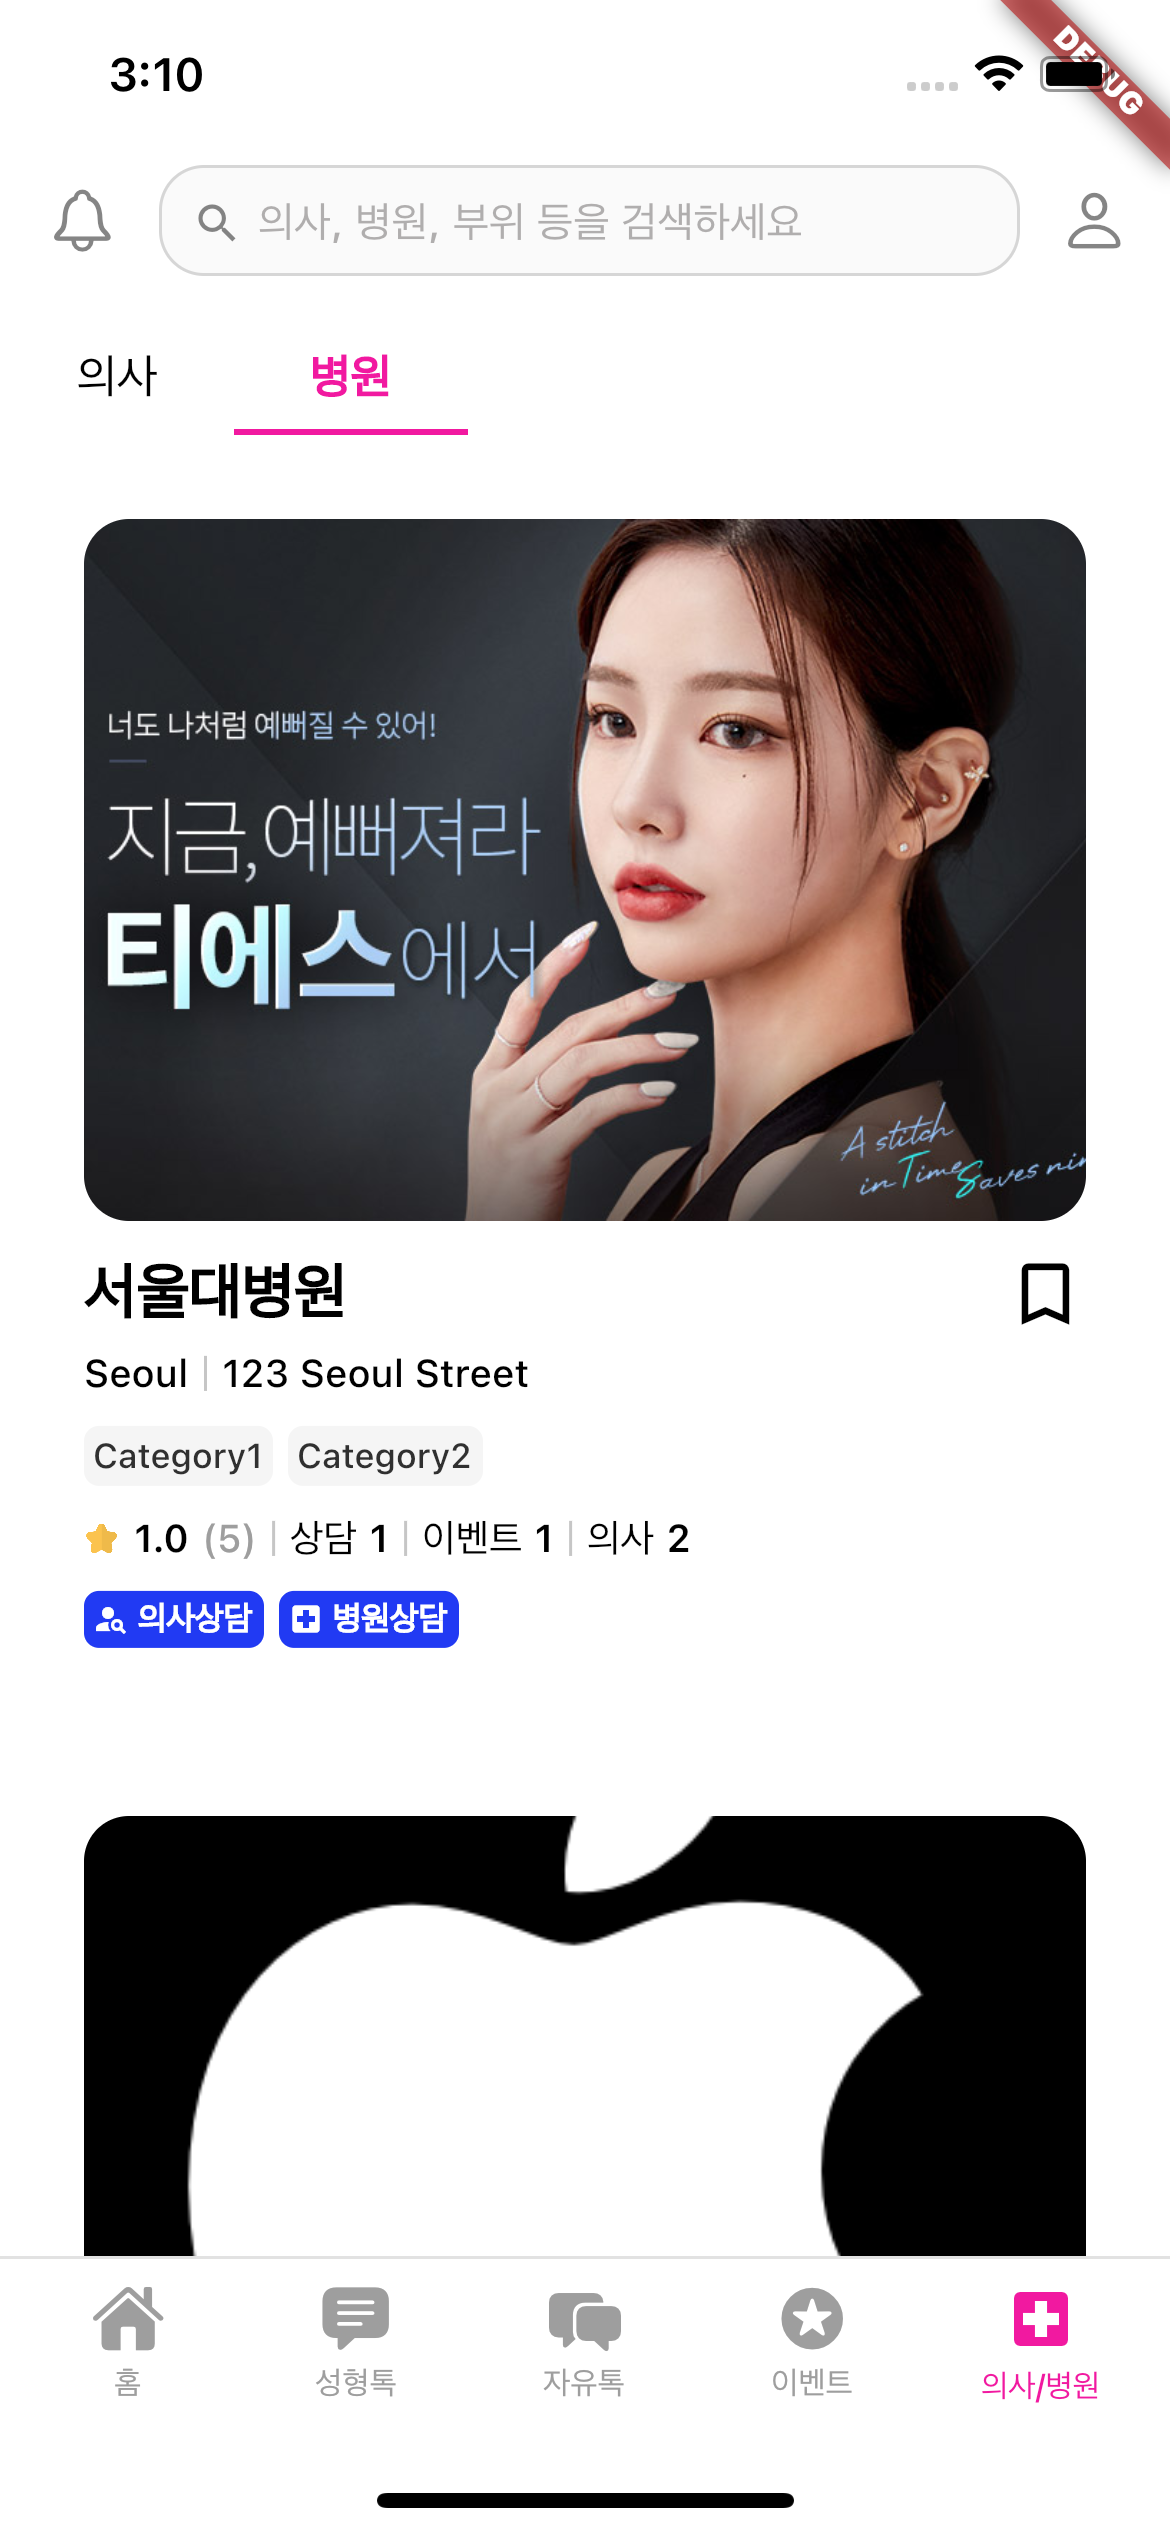 3:10
DEBUG
의사, 병원, 부위 등을 검색하세요
의사 병원
너도 나처럼 예뻐질 수 있어!
지금,예뻐져라
티에스에서
A stitch
in Time Saves nin
서울대병원
Seoul | 123 Seoul Street
Category1 Category2
1.0 (5) | 상담 1 | 이벤트 1 | 의사 2
의사상담 병원상담
홈 성형톡 자유톡 이벤트 의사/병원